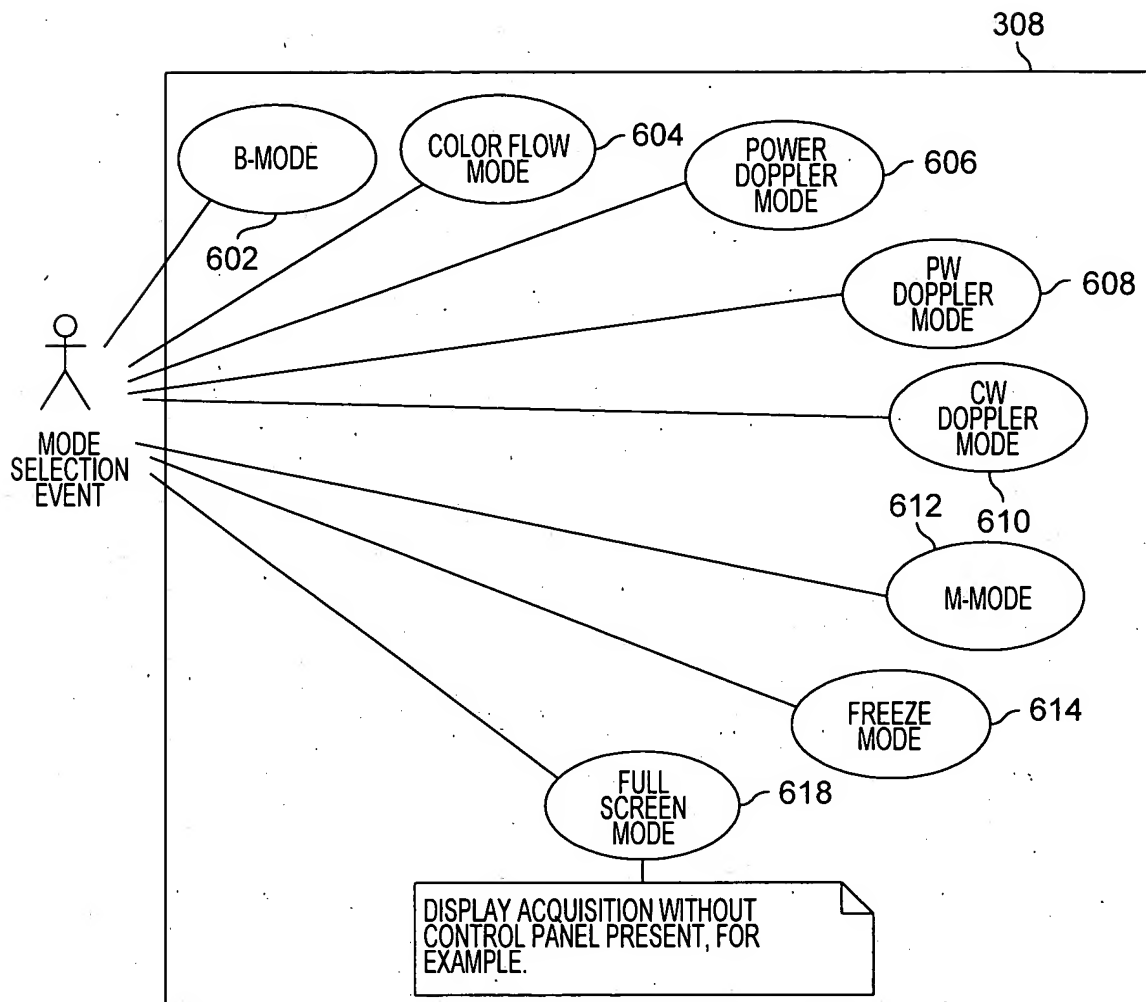 308
B-MODE
602
COLOR FLOW
MODE
604
POWER
DOPPLER
MODE
606
PW
DOPPLER
MODE
608
CW
DOPPLER
MODE
610
MODE
SELECTION
EVENT
612
M-MODE
FREEZE
MODE
614
FULL
SCREEN
MODE
618
DISPLAY ACQUISITION WITHOUT
CONTROL PANEL PRESENT, FOR
EXAMPLE.